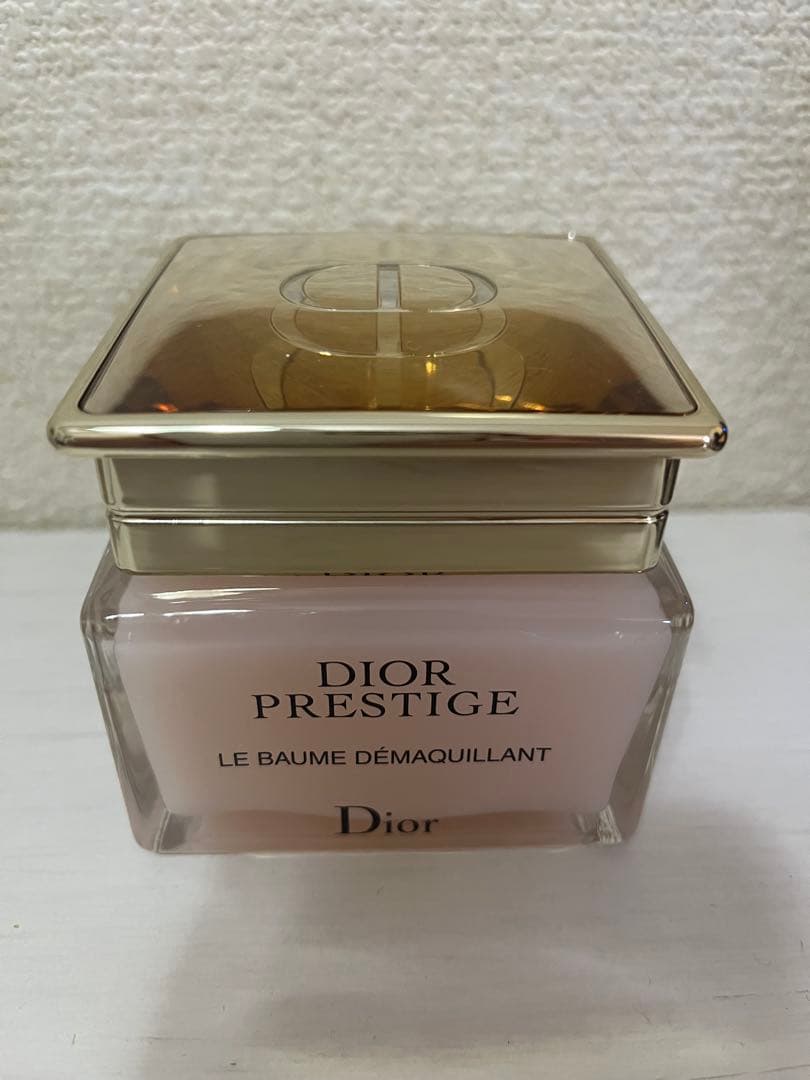 DIOR
PRESTIGE
LE BAUME DÉMAQUILLANT
Dior